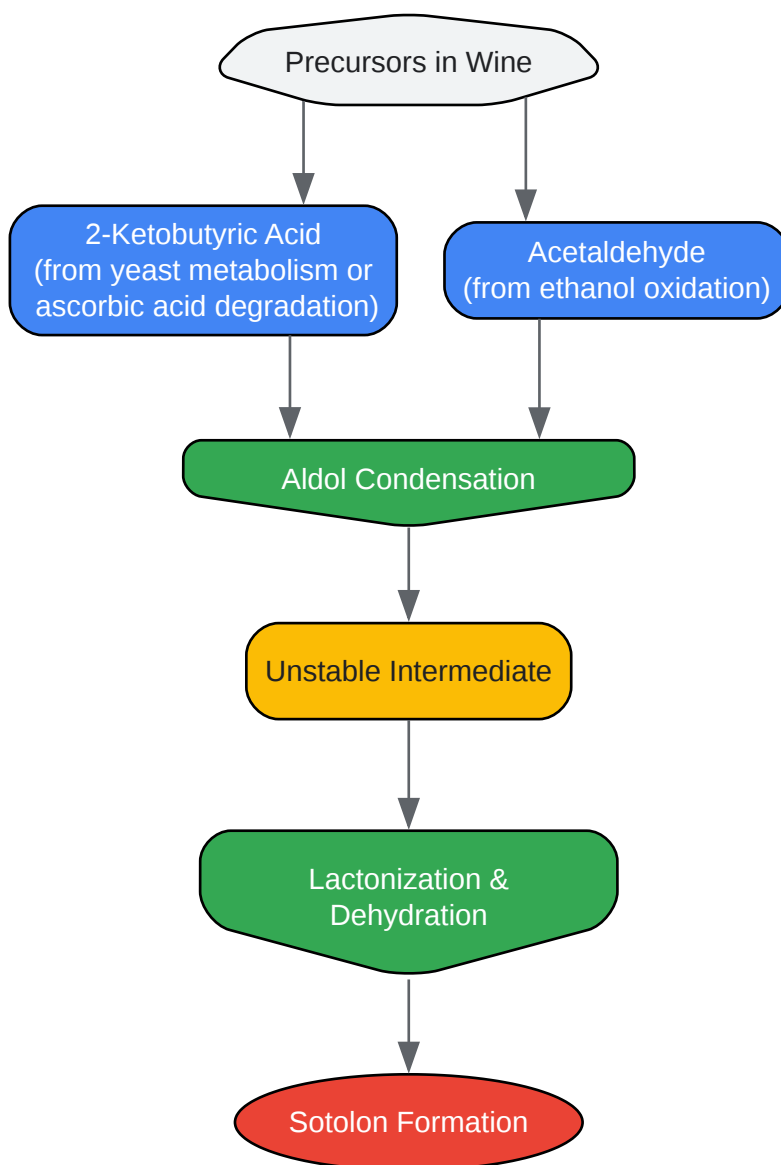 Precursors in Wine
2-Ketobutyric Acid
(from yeast metabolism or
ascorbic acid degradation)
Acetaldehyde
(from ethanol oxidation)
Aldol Condensation
Unstable Intermediate
Lactonization &
Dehydration
Sotolon Formation